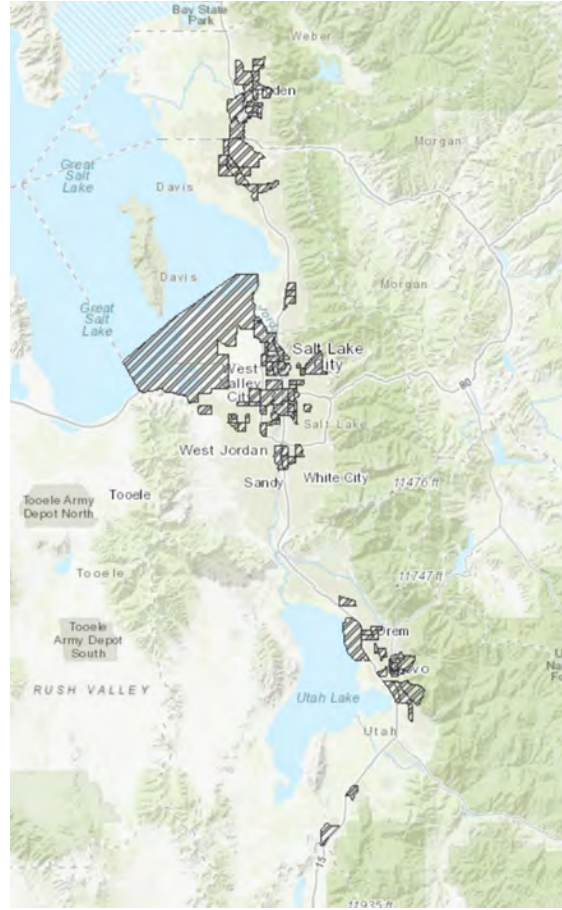 Bay State
Park
Weber
Morgan
Great
Salt
Lake
Davis
Davis
Morgan
Great
Salt
Lake
Salt Lake
City
West
Valley
City
80
Salt Lake
West Jordan
Sandy
White City
11476 ft
Tooele Army
Depot North
Tooele
Tooele
11747 ft
Tooele
Army Depot
South
Orem
RUSH VALLEY
Utah Lake
Utah
15
11935 ft